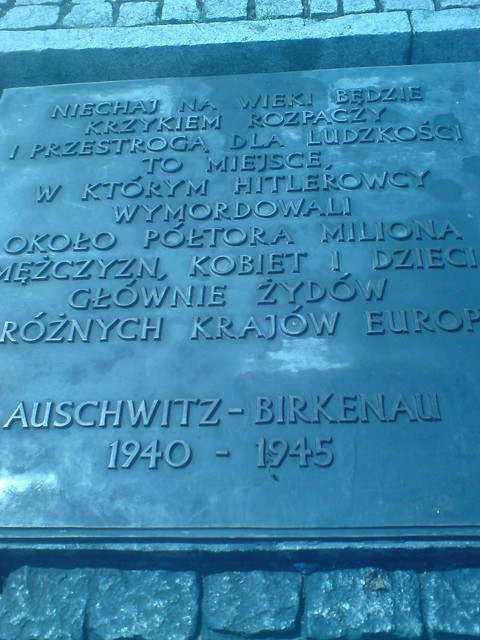 NIECHAJ NA WIEKI BĘDZIE
KRZYKIEM ROZPACZY
I PRZESTROGĄ DLA LUDZKOŚCI
TO MIEJSCE,
W KTÓRYM HITLEROWCY
WYMORDOWALI
OKOŁO PÓŁTORA MILIONA
MĘŻCZYZN, KOBIET I DZIECI
GŁÓWNIE ŻYDÓW
RÓŻNYCH KRAJÓW EUROP
AUSCHWITZ-BIRKENAU
1940 - 1945